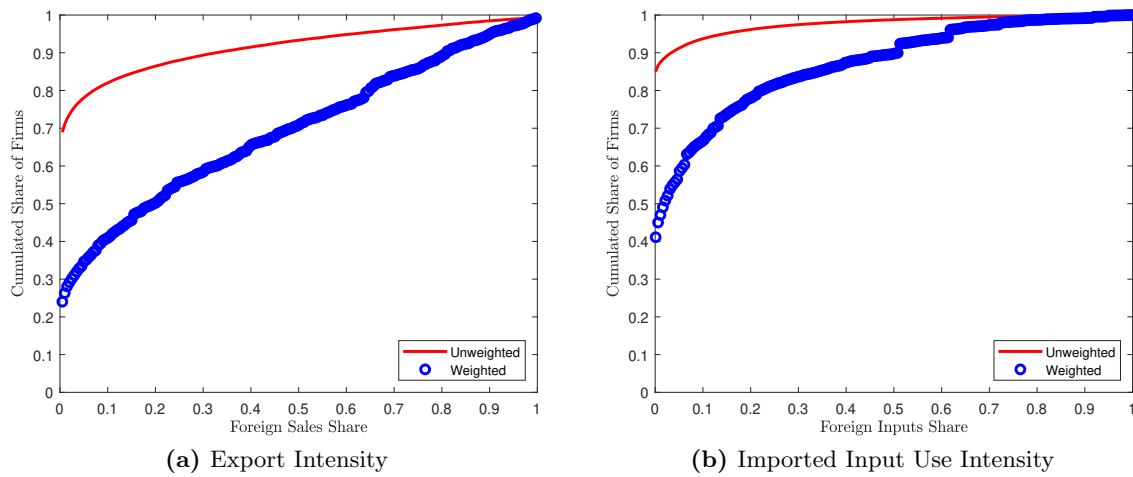 1
0.9
0.8
0.7
0.6
0.5
0.4
0.3
0.2
0.1
0
Cumulated Share of Firms
Unweighted
Weighted
0 0.1 0.2 0.3 0.4 0.5 0.6 0.7 0.8 0.9 1
Foreign Sales Share
(a) Export Intensity
1
0.9
0.8
0.7
0.6
0.5
0.4
0.3
0.2
0.1
0
Cumulated Share of Firms
Unweighted
Weighted
0 0.1 0.2 0.3 0.4 0.5 0.6 0.7 0.8 0.9 1
Foreign Inputs Share
(b) Imported Input Use Intensity